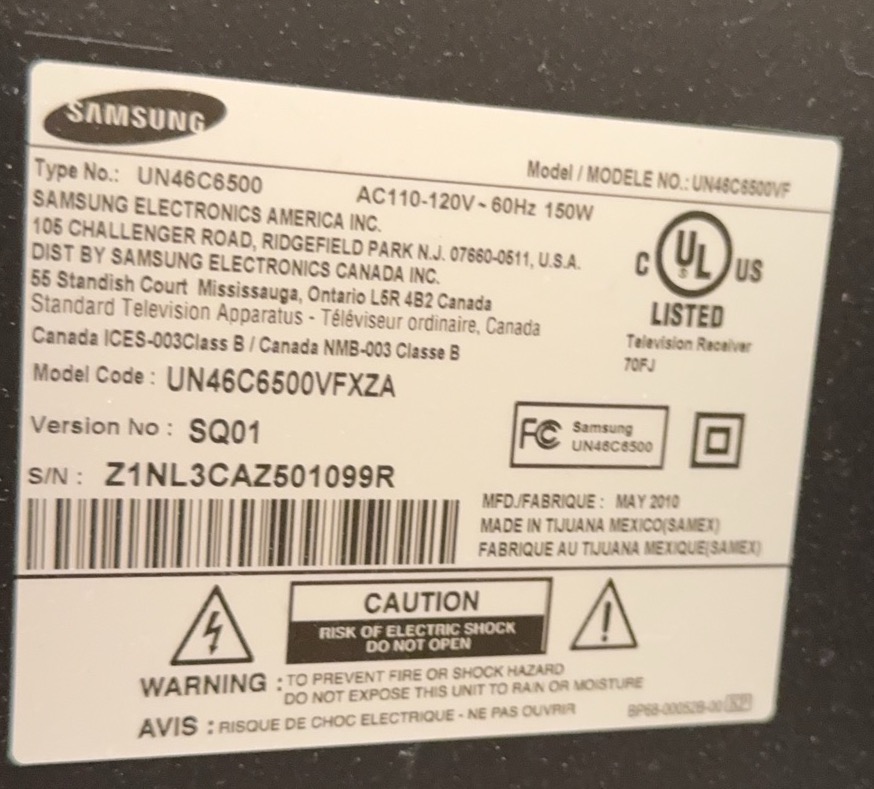 SAMSUNG
Type No.: UN46C6500
Model / MODELE NO.: UN46C6500VF
AC110-120V ~ 60Hz 150W
SAMSUNG ELECTRONICS AMERICA INC.
105 CHALLENGER ROAD, RIDGEFIELD PARK N.J. 07660-0511, U.S.A.
DIST BY SAMSUNG ELECTRONICS CANADA INC.
55 Standish Court Mississauga, Ontario L5R 4B2 Canada
Standard Television Apparatus - Téléviseur ordinaire, Canada
Canada ICES-003Class B / Canada NMB-003 Classe B
C UL US
®
LISTED
Television Receiver
70FJ
Model Code : UN46C6500VFXZA
Version No : SQ01
S/N : Z1NL3CAZ501099R
FC Samsung
UN46C6500
MFD./FABRIQUE : MAY 2010
MADE IN TIJUANA MEXICO(SAMEX)
FABRIQUE AU TIJUANA MEXIQUE(SAMEX)
CAUTION
RISK OF ELECTRIC SHOCK
DO NOT OPEN
WARNING : TO PREVENT FIRE OR SHOCK HAZARD
DO NOT EXPOSE THIS UNIT TO RAIN OR MOISTURE
AVIS : RISQUE DE CHOC ELECTRIQUE - NE PAS OUVRIR
BP68-00052B-00